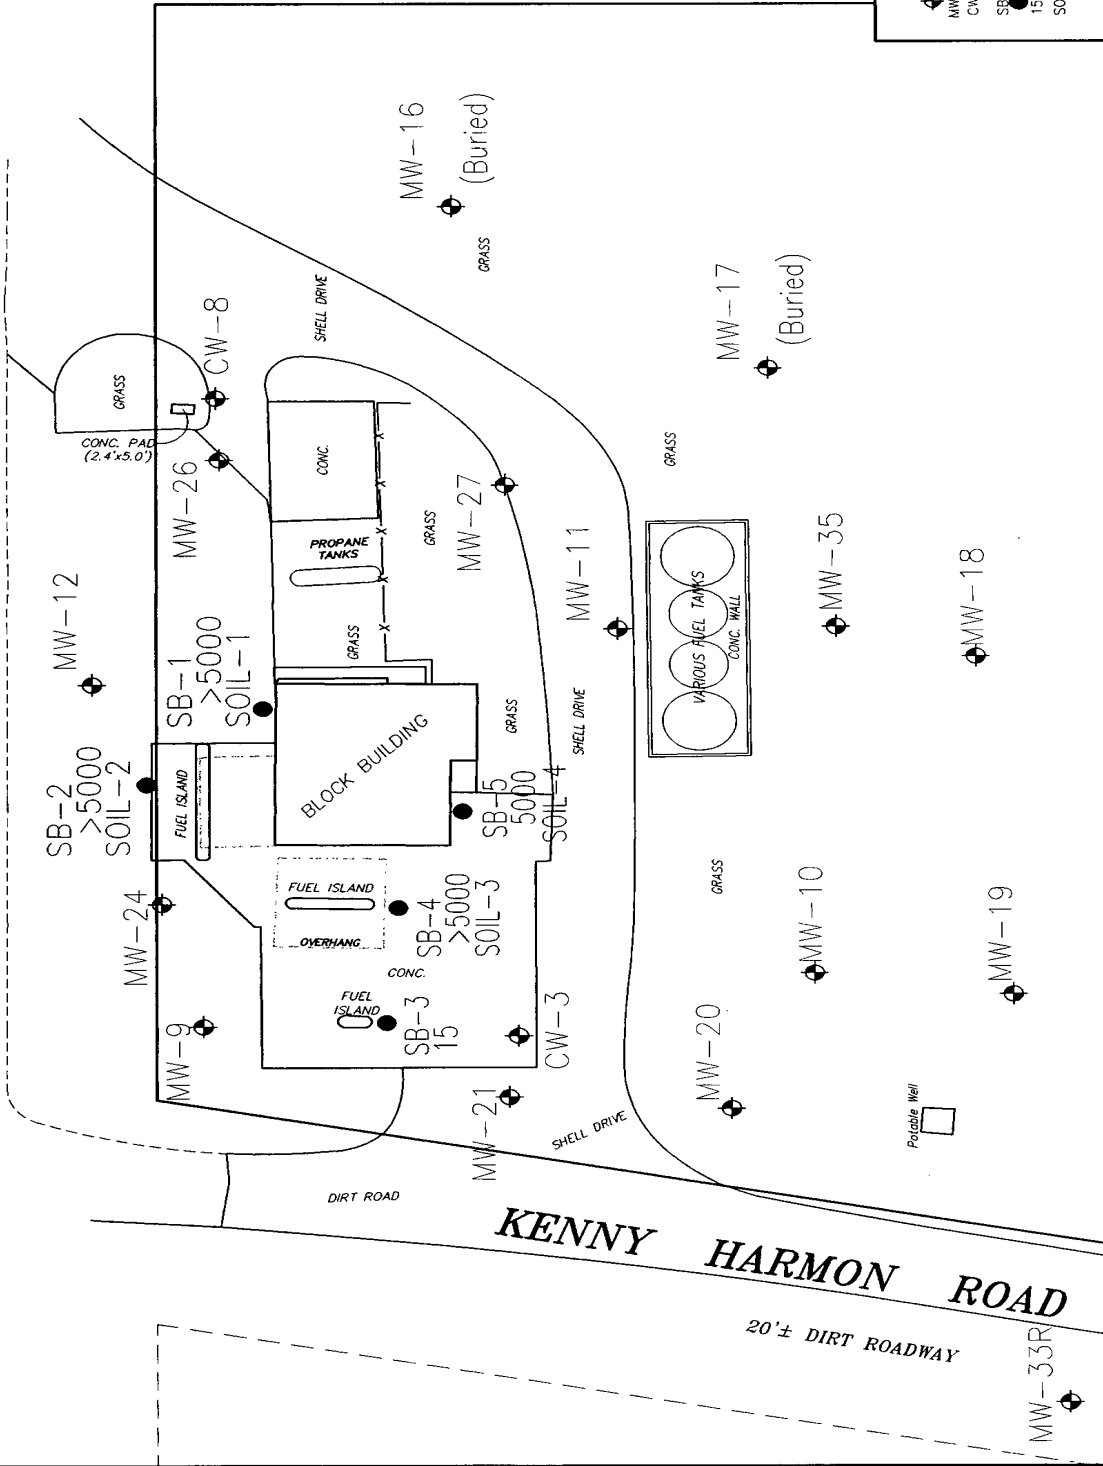 MW
CW
SB
15
SO
MW-16
(Buried)
GRASS
SHELL DRIVE
CW-8
GRASS
CONC. PAD
(2.4'x5.0')
MW-26
CONC.
MW-17
(Buried)
GRASS
MW-27
GRASS
PROPANE
TANKS
MW-12
SB-1
>5000
SOIL-1
GRASS
MW-11
VARIOUS FUEL TANKS
CONC. WALL
MW-35
MW-18
SB-2
>5000
SOIL-2
FUEL ISLAND
BLOCK BUILDING
GRASS
SHELL DRIVE
SB-5
5000
SOIL-4
MW-24
FUEL ISLAND
OVERHANG
SB-4
>5000
SOIL-3
CONC.
GRASS
MW-10
MW-19
MW-9
FUEL
ISLAND
SB-3
15
CW-3
MW-21
MW-20
SHELL DRIVE
Potable Well
DIRT ROAD
KENNY HARMON ROAD
20'± DIRT ROADWAY
MW-33R